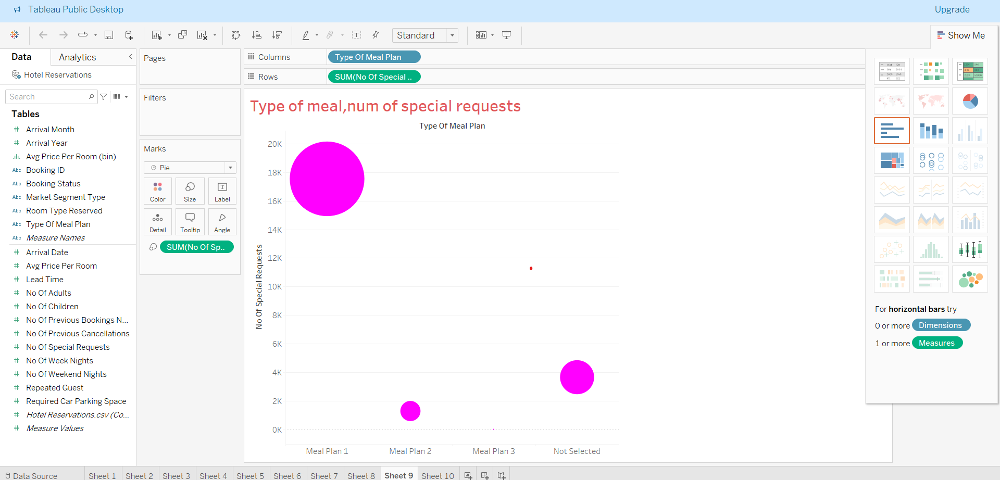 Tableau Public Desktop
Upgrade
Standard
Show Me
Data
Analytics
Hotel Reservations
Search
Tables
Arrival Month
Arrival Year
Avg Price Per Room (bin)
Abc Booking ID
Abc Booking Status
Abc Market Segment Type
Abc Room Type Reserved
Abc Type Of Meal Plan
Abc Measure Names
Arrival Date
Avg Price Per Room
Lead Time
No Of Adults
No Of Children
No Of Previous Bookings N...
No Of Previous Cancellations
No Of Special Requests
No Of Week Nights
No Of Weekend Nights
Repeated Guest
Required Car Parking Space
Hotel Reservations.csv (Co...
Measure Values
Pages
Filters
Marks
Pie
Color
Size
Label
Detail
Tooltip
Angle
SUM(No Of Sp..
Columns
Type Of Meal Plan
Rows
SUM(No Of Special ..
Type of meal,num of special requests
Type Of Meal Plan
No Of Special Requests
20K
18K
16K
14K
12K
10K
8K
6K
4K
2K
0K
Meal Plan 1
Meal Plan 2
Meal Plan 3
Not Selected
For horizontal bars try
0 or more Dimensions
1 or more Measures
Data Source
Sheet 1
Sheet 2
Sheet 3
Sheet 4
Sheet 5
Sheet 6
Sheet 7
Sheet 8
Sheet 9
Sheet 10